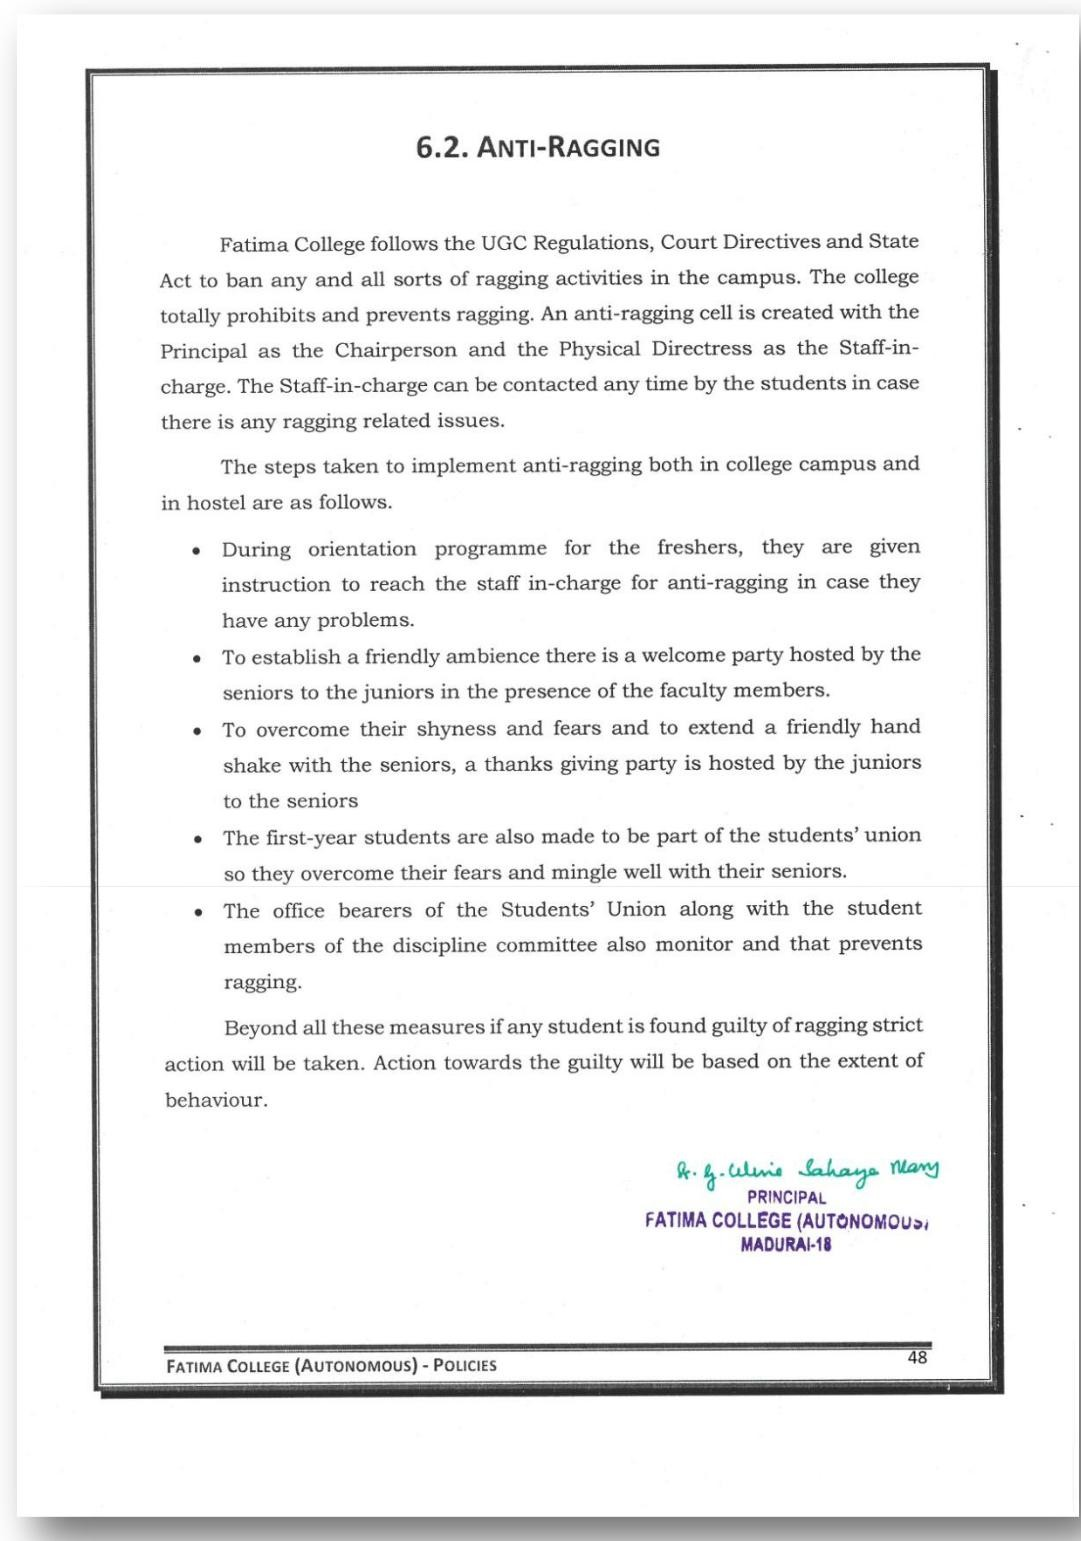 6.2. ANTI-RAGGING
Fatima College follows the UGC Regulations, Court Directives and State
Act to ban any and all sorts of ragging activities in the campus. The college
totally prohibits and prevents ragging. An anti-ragging cell is created with the
Principal as the Chairperson and the Physical Directress as the Staff-in-
charge. The Staff-in-charge can be contacted any time by the students in case
there is any ragging related issues.
The steps taken to implement anti-ragging both in college campus and
in hostel are as follows.
• During orientation programme for the freshers, they are given
instruction to reach the staff in-charge for anti-ragging in case they
have any problems.
• To establish a friendly ambience there is a welcome party hosted by the
seniors to the juniors in the presence of the faculty members.
• To overcome their shyness and fears and to extend a friendly hand
shake with the seniors, a thanks giving party is hosted by the juniors
to the seniors
• The first-year students are also made to be part of the students' union
so they overcome their fears and mingle well with their seniors.
• The office bearers of the Students' Union along with the student
members of the discipline committee also monitor and that prevents
ragging.
Beyond all these measures if any student is found guilty of ragging strict
action will be taken. Action towards the guilty will be based on the extent of
behaviour.
Sahaya Mary
PRINCIPAL
FATIMA COLLEGE (AUTONOMOUS)
MADURAI-18
FATIMA COLLEGE (AUTONOMOUS) - POLICIES
48